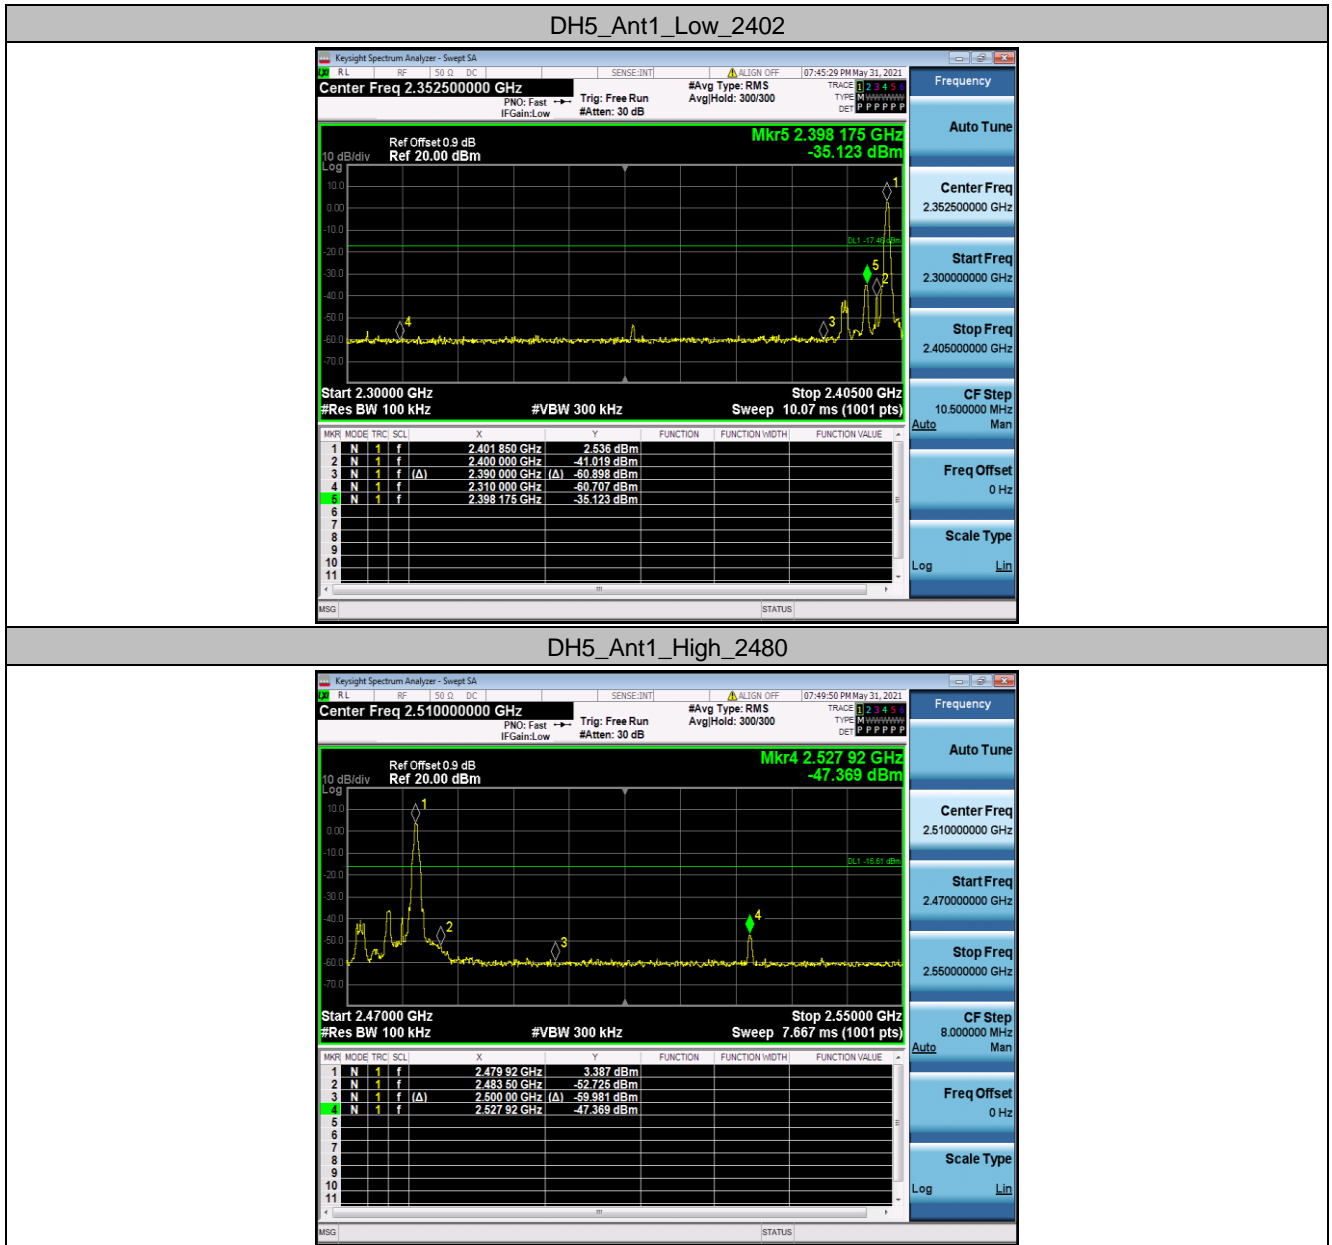 DH5_Ant1_Low_2402
Keysight Spectrum Analyzer - Swept SA
RL RF 50 Ω DC SENSE:INT ALIGN OFF 07:45:29 PM May 31, 2021
Center Freq 2.352500000 GHz
PNO: Fast
IFGain:Low
Trig: Free Run
#Atten: 30 dB
#Avg Type: RMS
Avg|Hold: 300/300
TRACE 1 2 3 4 5 6
TYPE M WWWWW
DET P P P P P P
Mkr5 2.398 175 GHz
-35.123 dBm
Ref Offset 0.9 dB
10 dB/div Ref 20.00 dBm
Log
10.0
0.00
-10.0
-20.0
-30.0
-40.0
-50.0
-60.0
-70.0
DL1 -17.46 dBm
1
5
2
4
3
Start 2.30000 GHz Stop 2.40500 GHz
#Res BW 100 kHz #VBW 300 kHz Sweep 10.07 ms (1001 pts)
MKR MODE TRC SCL X Y FUNCTION FUNCTION WIDTH FUNCTION VALUE
1 N 1 f 2.401 850 GHz 2.536 dBm
2 N 1 f 2.400 000 GHz -41.019 dBm
3 N 1 f (Δ) 2.390 000 GHz (Δ) -60.898 dBm
4 N 1 f 2.310 000 GHz -60.707 dBm
5 N 1 f 2.398 175 GHz -35.123 dBm
6
7
8
9
10
11
MSG STATUS
Frequency
Auto Tune
Center Freq
2.352500000 GHz
Start Freq
2.300000000 GHz
Stop Freq
2.405000000 GHz
CF Step
10.500000 MHz
Auto Man
Freq Offset
0 Hz
Scale Type
Log Lin
DH5_Ant1_High_2480
Keysight Spectrum Analyzer - Swept SA
RL RF 50 Ω DC SENSE:INT ALIGN OFF 07:49:50 PM May 31, 2021
Center Freq 2.510000000 GHz
PNO: Fast
IFGain:Low
Trig: Free Run
#Atten: 30 dB
#Avg Type: RMS
Avg|Hold: 300/300
TRACE 1 2 3 4 5 6
TYPE M WWWWW
DET P P P P P P
Mkr4 2.527 92 GHz
-47.369 dBm
Ref Offset 0.9 dB
10 dB/div Ref 20.00 dBm
Log
10.0
0.00
-10.0
-20.0
-30.0
-40.0
-50.0
-60.0
-70.0
DL1 -16.61 dBm
1
2
3
4
Start 2.47000 GHz Stop 2.55000 GHz
#Res BW 100 kHz #VBW 300 kHz Sweep 7.667 ms (1001 pts)
MKR MODE TRC SCL X Y FUNCTION FUNCTION WIDTH FUNCTION VALUE
1 N 1 f 2.479 92 GHz 3.387 dBm
2 N 1 f 2.483 50 GHz -52.725 dBm
3 N 1 f (Δ) 2.500 00 GHz (Δ) -59.981 dBm
4 N 1 f 2.527 92 GHz -47.369 dBm
5
6
7
8
9
10
11
MSG STATUS
Frequency
Auto Tune
Center Freq
2.510000000 GHz
Start Freq
2.470000000 GHz
Stop Freq
2.550000000 GHz
CF Step
8.000000 MHz
Auto Man
Freq Offset
0 Hz
Scale Type
Log Lin